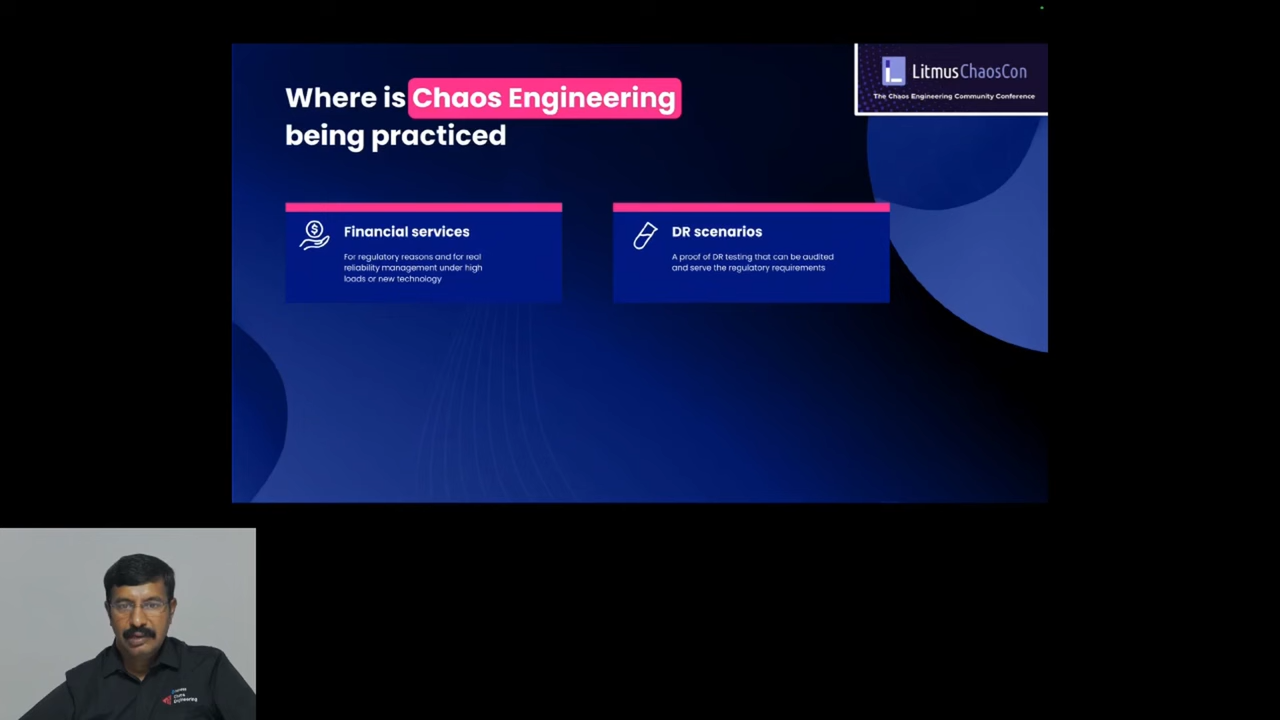 Where is Chaos Engineering
being practiced
LitmusChaosCon
The Chaos Engineering Community Conference
Financial services
For regulatory reasons and for real
reliability management under high
loads or new technology
DR scenarios
A proof of DR testing that can be audited
and serve the regulatory requirements
Chaos
Engineering